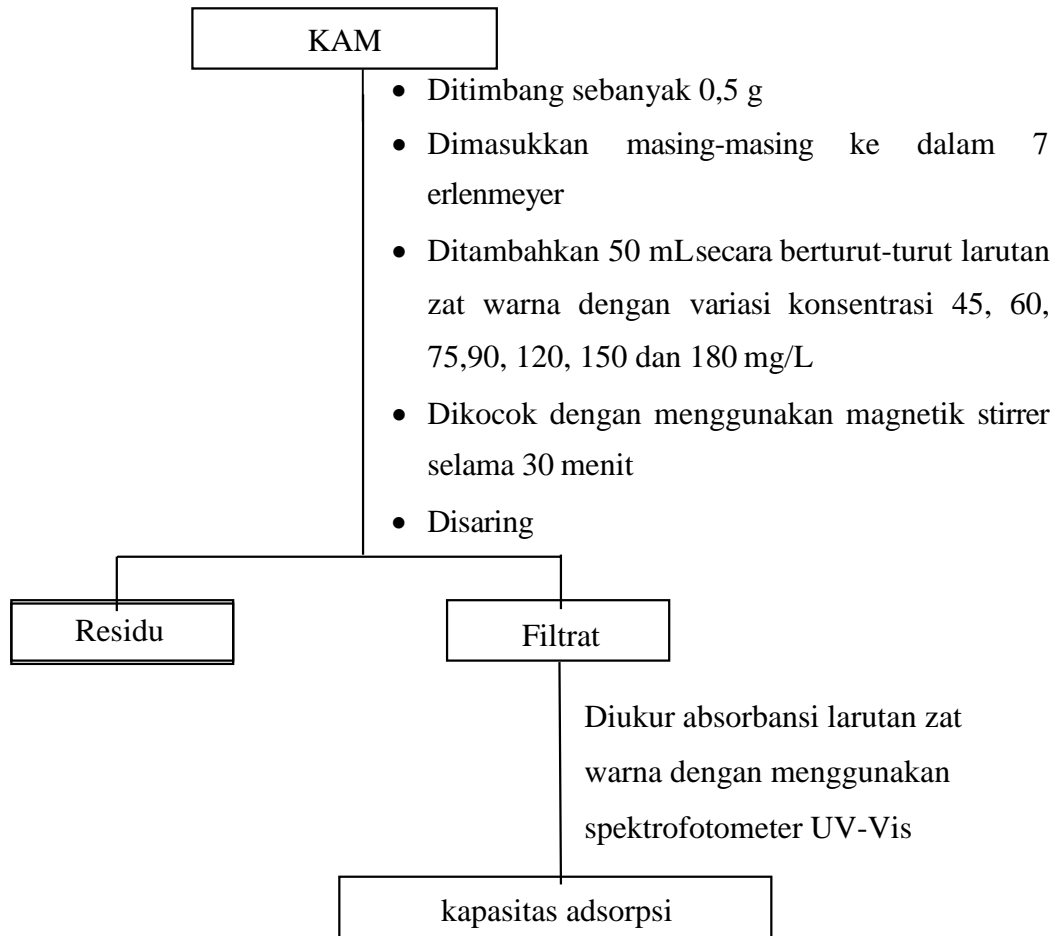 KAM
• Ditimbang sebanyak 0,5 g
• Dimasukkan masing-masing ke dalam 7
erlenmeyer
• Ditambahkan 50 mLsecara berturut-turut larutan
zat warna dengan variasi konsentrasi 45, 60,
75,90, 120, 150 dan 180 mg/L
• Dikocok dengan menggunakan magnetik stirrer
selama 30 menit
• Disaring
Residu
Filtrat
Diukur absorbansi larutan zat
warna dengan menggunakan
spektrofotometer UV-Vis
kapasitas adsorpsi